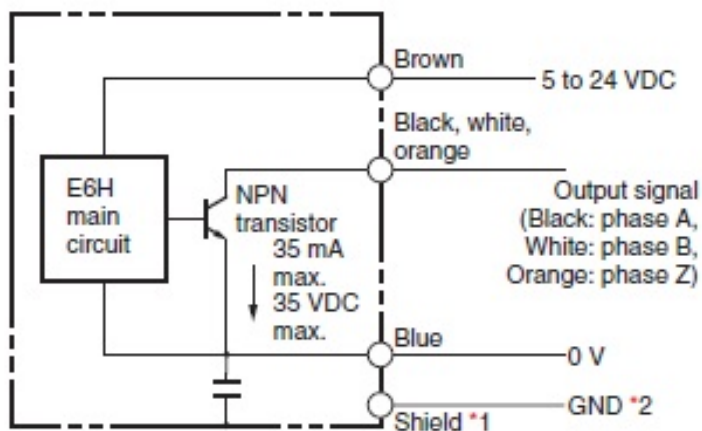 Brown
5 to 24 VDC
Black, white,
orange
E6H
main
circuit
NPN
transistor
35 mA
max.
35 VDC
max.
Output signal
(Black: phase A,
White: phase B,
Orange: phase Z)
Blue
0 V
GND *2
Shield *1